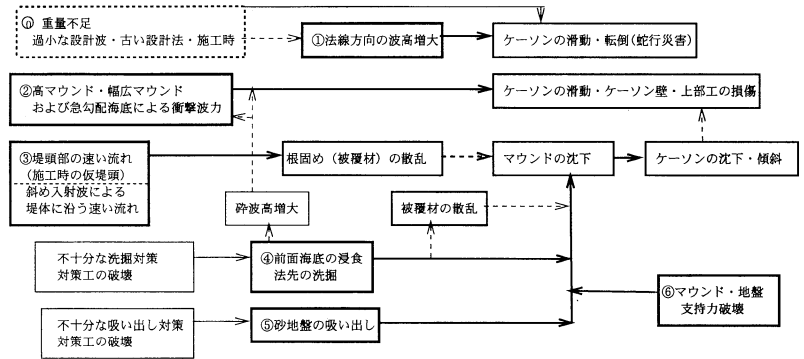 ⓪ 重量不足
過小な設計波・古い設計法・施工時
①法線方向の波高増大
ケーソンの滑動・転倒(蛇行災害)
②高マウンド・幅広マウンド
および急勾配海底による衝撃波力
ケーソンの滑動・ケーソン壁・上部工の損傷
③堤頭部の速い流れ
(施工時の仮堤頭)
斜め入射波による
堤体に沿う速い流れ
根固め（被覆材）の散乱
マウンドの沈下
ケーソンの沈下・傾斜
砕波高増大
被覆材の散乱
不十分な洗掘対策
対策工の破壊
④前面海底の浸食
法先の洗掘
⑥マウンド・地盤
支持力破壊
不十分な吸い出し対策
対策工の破壊
⑤砂地盤の吸い出し